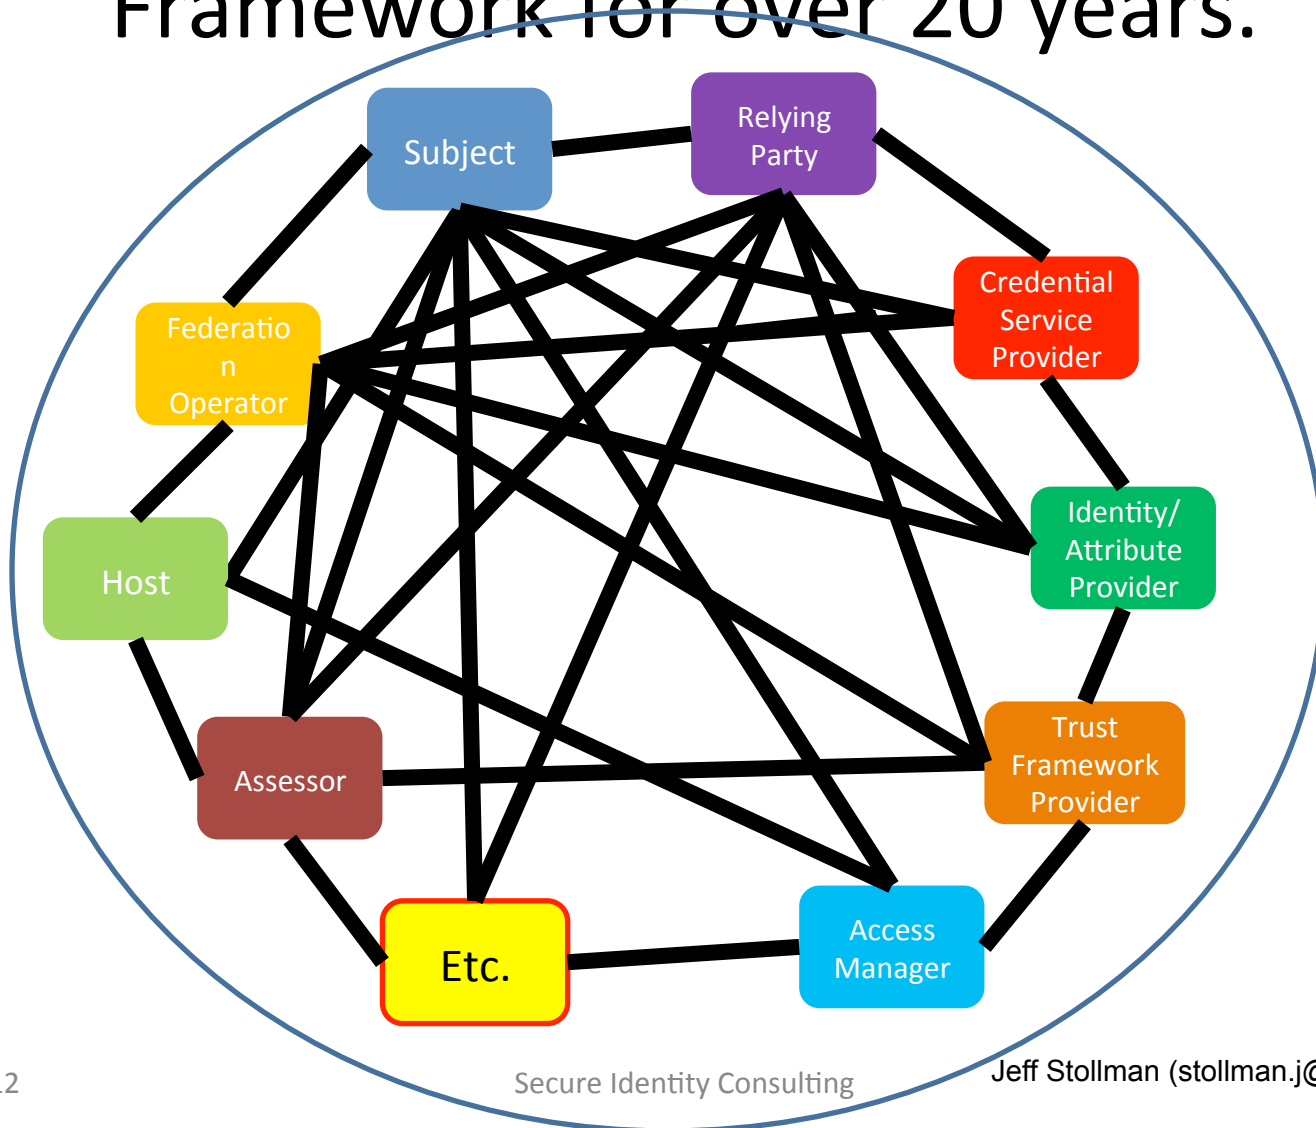 Framework for over 20 years.
Subject
Relying
Party
Credential
Service
Provider
Federatio
n
Operator
Identity/
Attribute
Provider
Host
Trust
Framework
Provider
Assessor
Access
Manager
Etc.
12
Secure Identity Consulting
Jeff Stollman (stollman.j@